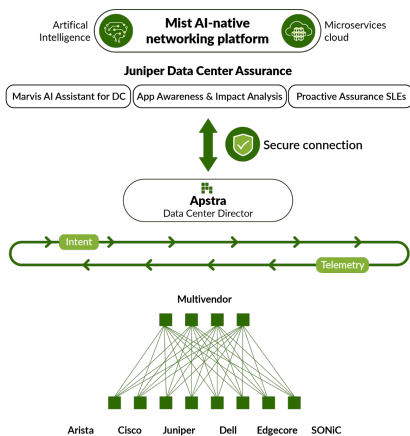 Artifical
Intelligence
Mist AI-native
networking platform
Microservices
cloud
Juniper Data Center Assurance
Marvis AI Assistant for DC
App Awareness & Impact Analysis
Proactive Assurance SLEs
Secure connection
Apstra
Data Center Director
Intent
Telemetry
Multivendor
Arista Cisco Juniper Dell Edgecore SONiC